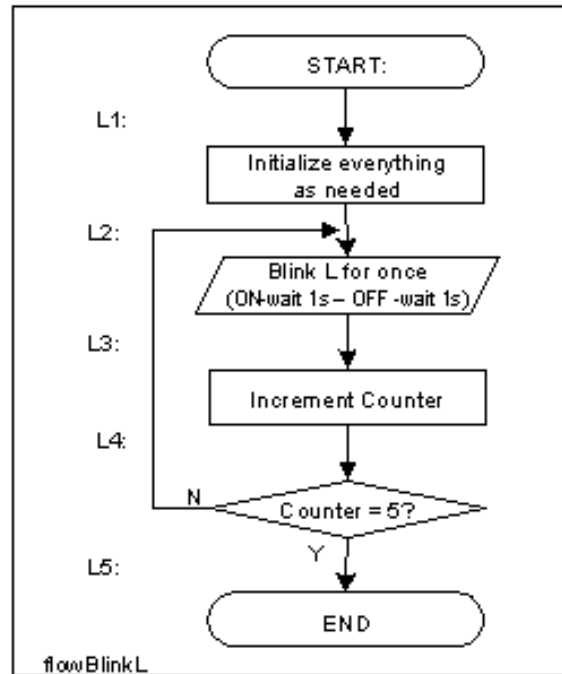 START:
L1:
Initialize everything
as needed
L2:
Blink L for once
(ON-wait 1s – OFF -wait 1s)
L3:
Increment Counter
L4:
N
Counter = 5?
Y
L5:
END
flowBlinkL